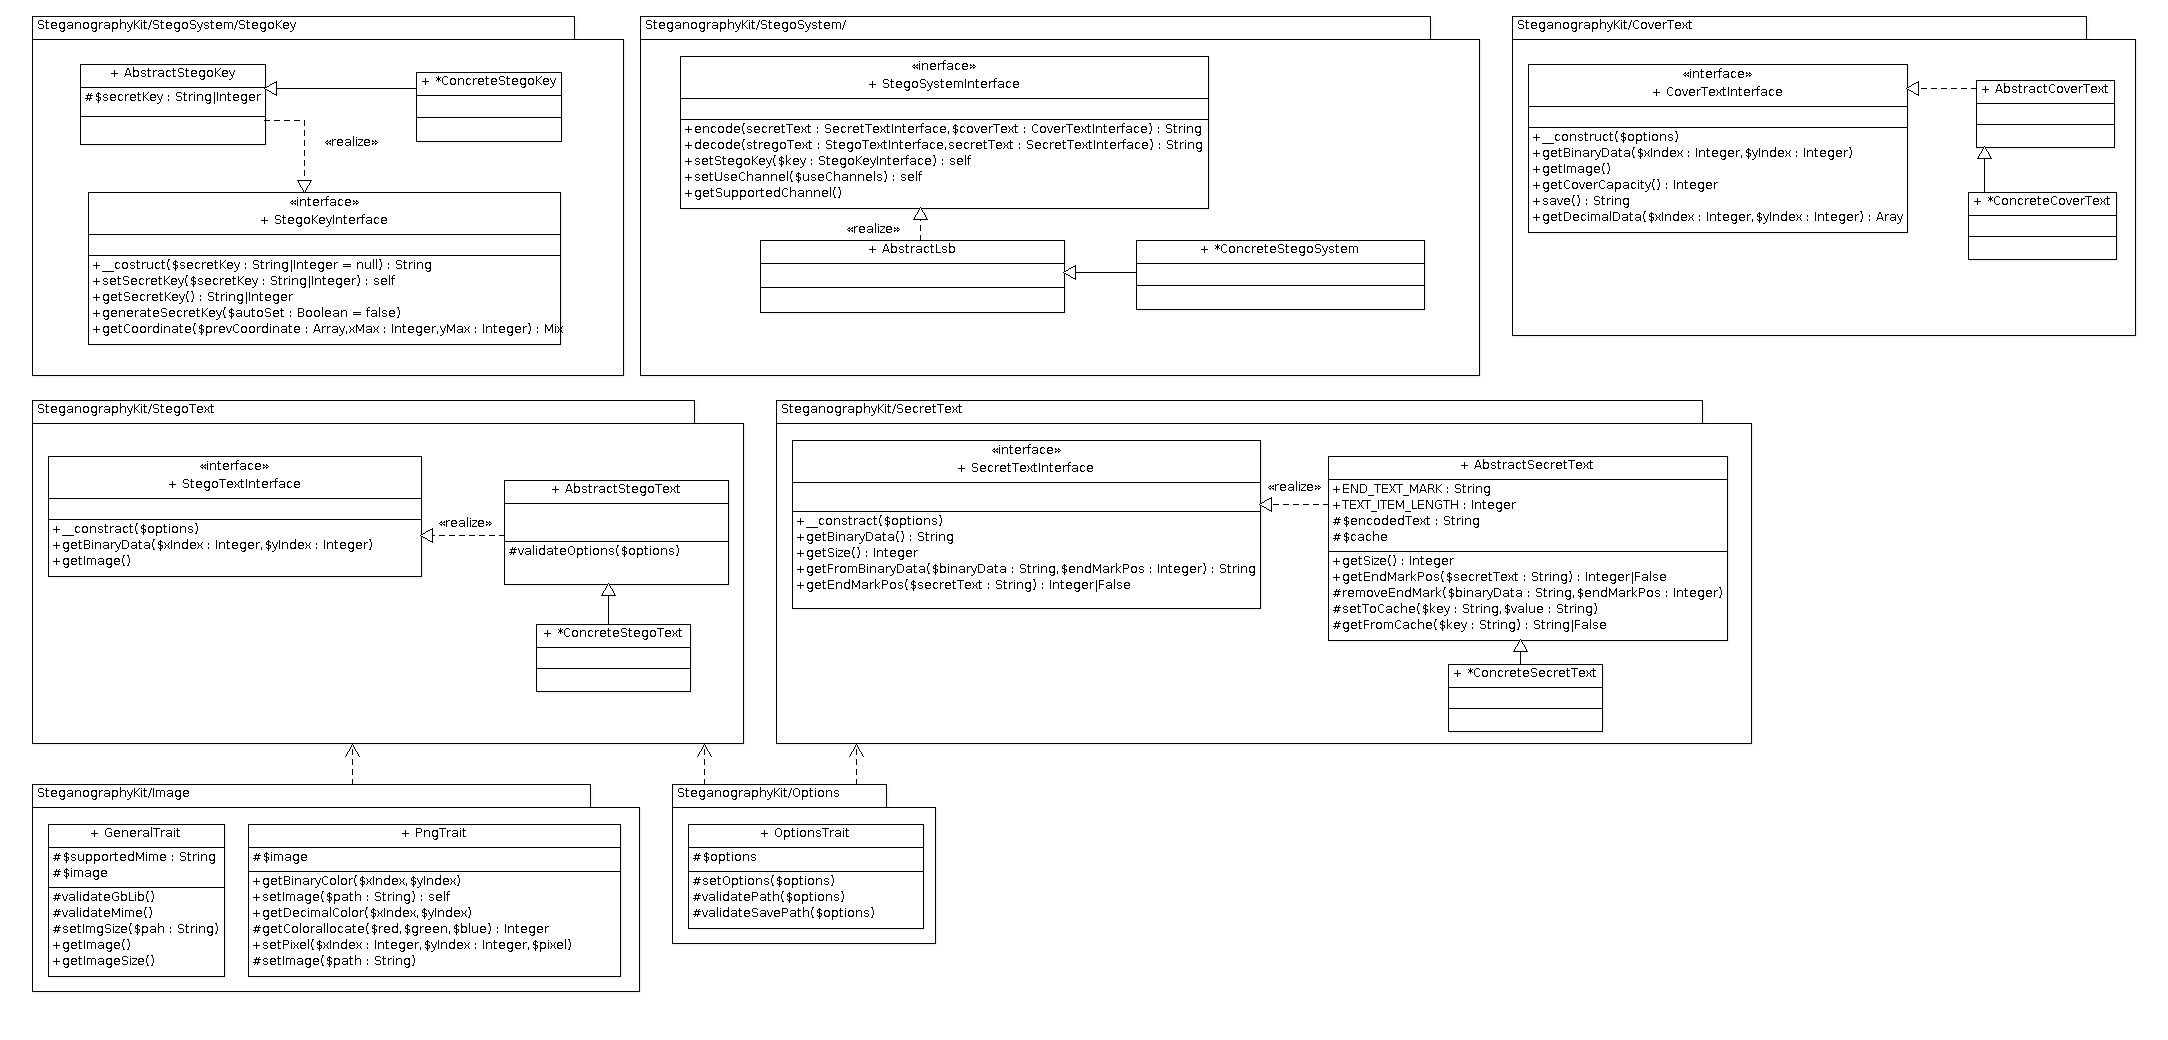 SteganographyKit/StegoSystem/StegoKey
+ AbstractStegoKey
#$secretKey : String|Integer
+ *ConcreteStegoKey
«realize»
«interface»
+ StegoKeyInterface
+__costruct($secretKey : String|Integer = null) : String
+setSecretKey($secretKey : String|Integer) : self
+getSecretKey() : String|Integer
+generateSecretKey($autoSet : Boolean = false)
+getCoordinate($prevCoordinate : Array,xMax : Integer,yMax : Integer) : Mix
SteganographyKit/StegoSystem/
«inerface»
+ StegoSystemInterface
+encode(secretText : SecretTextInterface,$coverText : CoverTextInterface) : String
+decode(stregoText : StegoTextInterface,secretText : SecretTextInterface) : String
+setStegoKey($key : StegoKeyInterface) : self
+setUseChannel($useChannels) : self
+getSupportedChannel()
«realize»
+ AbstractLsb
+ *ConcreteStegoSystem
SteganographyKit/CoverText
«interface»
+ CoverTextInterface
+__construct($options)
+getBinaryData($xIndex : Integer,$yIndex : Integer)
+getImage()
+getCoverCapacity() : Integer
+save() : String
+getDecimalData($xIndex : Integer,$yIndex : Integer) : Aray
+ AbstractCoverText
+ *ConcreteCoverText
SteganographyKit/StegoText
«interface»
+ StegoTextInterface
+__construct($options)
+getBinaryData($xIndex : Integer,$yIndex : Integer)
+getImage()
«realize»
+ AbstractStegoText
#validateOptions($options)
+ *ConcreteStegoText
SteganographyKit/SecretText
«interface»
+ SecretTextInterface
+__construct($options)
+getBinaryData() : String
+getSize() : Integer
+getFromBinaryData($binaryData : String,$endMarkPos : Integer) : String
+getEndMarkPos($secretText : String) : Integer|False
«realize»
+ AbstractSecretText
+END_TEXT_MARK : String
+TEXT_ITEM_LENGTH : Integer
#$encodedText : String
#$cache
+getSize() : Integer
+getEndMarkPos($secretText : String) : Integer|False
#removeEndMark($binaryData : String,$endMarkPos : Integer)
#setToCache($key : String,$value : String)
#getFromCache($key : String) : String|False
+ *ConcreteSecretText
SteganographyKit/Image
+ GeneralTrait
#$supportedMime : String
#$image
#validateGbLib()
#validateMime()
#setImgSize($pah : String)
+getImage()
+getImageSize()
+ PngTrait
#$image
+getBinaryColor($xIndex,$yIndex)
+setImage($path : String) : self
+getDecimalColor($xIndex,$yIndex)
#getColorallocate($red,$green,$blue) : Integer
+setPixel($xIndex : Integer,$yIndex : Integer,$pixel)
#setImage($path : String)
SteganographyKit/Options
+ OptionsTrait
#$options
#setOptions($options)
#validatePath($options)
#validateSavePath($options)